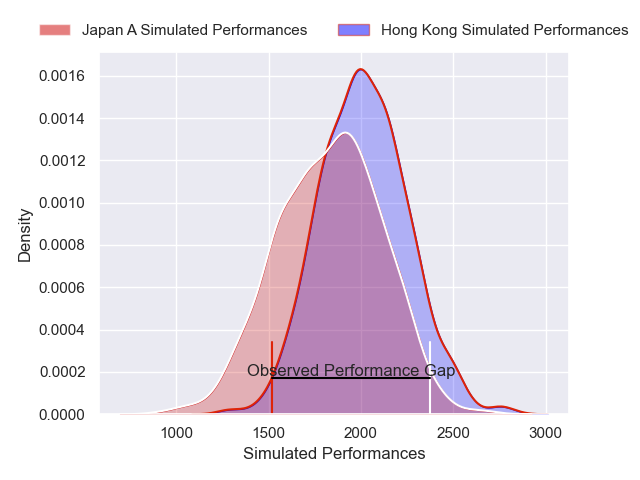 Japan A Simulated Performances
Hong Kong Simulated Performances
0.0016
0.0014
0.0012
0.0010
0.0008
0.0006
0.0004
0.0002
0.0000
Density
Observed Performance Gap
1000 1500 2000 2500 3000
Simulated Performances